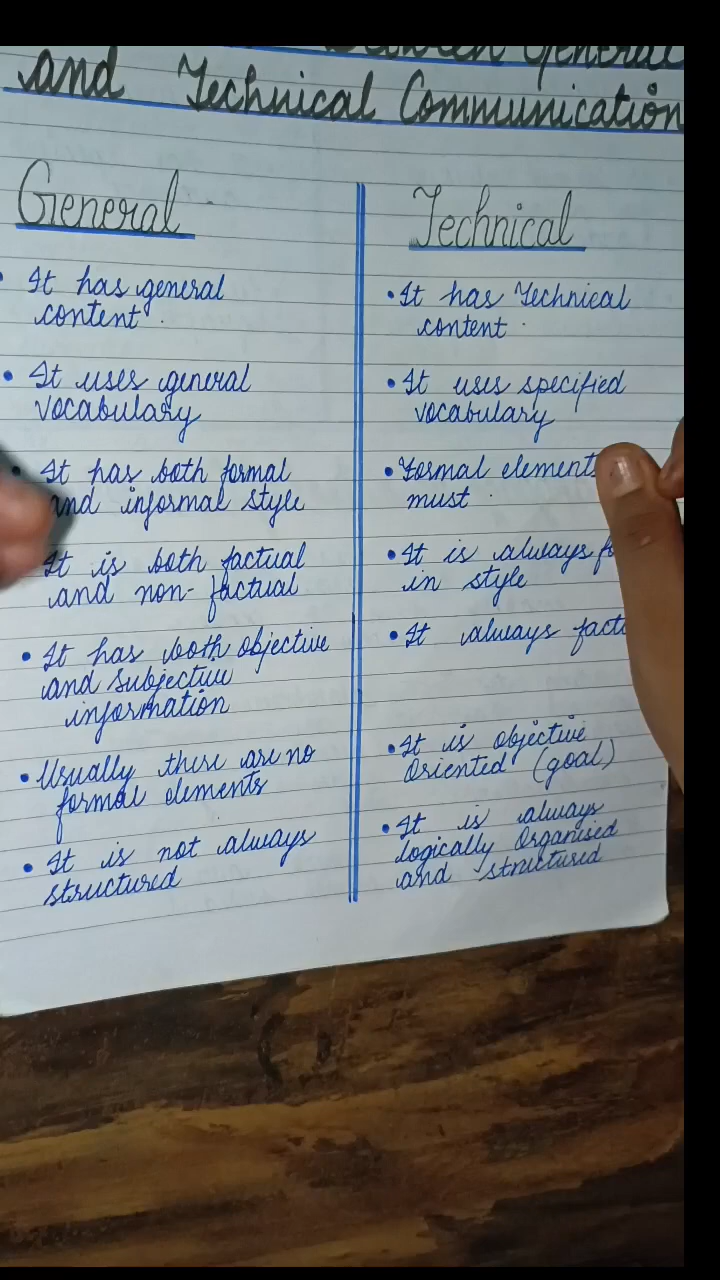 Between General
and Technical Communication
General
It has general
content.
• It uses general
vocabulary
• It has both formal
and informal style
It is both factual
and non-factual
• It has both objective
and subjective
information
• Usually there are no
formal elements
• It is not always
structured
Technical
• It has Technical
content.
• It uses specified
vocabulary
• Formal element
must.
• It is always
in style
• It always
• It is objective
Oriented (goal)
• It is always
logically Organised
and structured